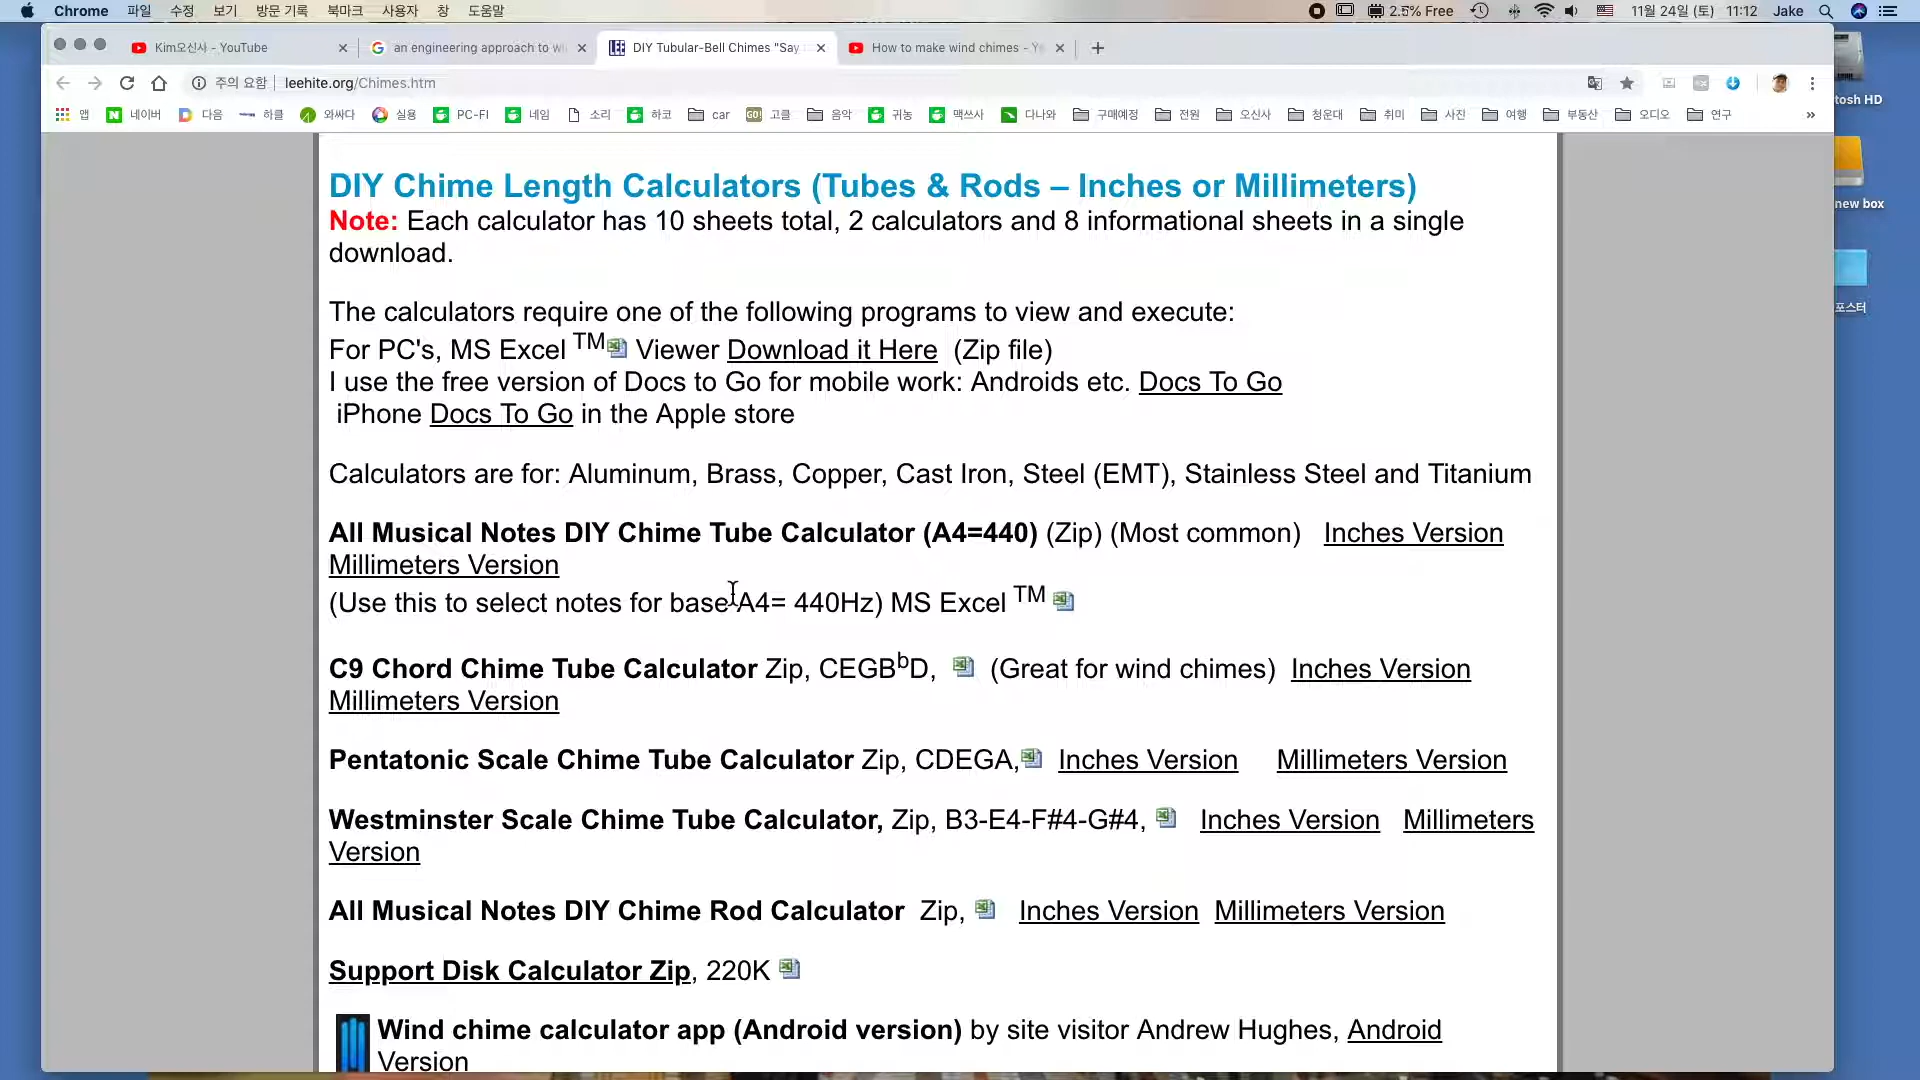 Chrome 파일 수정 보기 방문 기록 북마크 사용자 창 도움말 2.5% Free 11월 24일 (토) 11:12 Jake
Kim오신사 - YouTube an engineering approach to wi DIY Tubular-Bell Chimes "Say How to make wind chimes - Y
주의 요함 leehite.org/Chimes.htm
앱 네이버 다음 하클 와싸다 실용 PC-FI 네임 소리 하코 car 고클 음악 귀농 맥쓰사 다나와 구매예정 전원 오신사 청운대 취미 사진 여행 부동산 오디오 연구 »
tosh HD
new box
포스터
DIY Chime Length Calculators (Tubes & Rods – Inches or Millimeters)
Note: Each calculator has 10 sheets total, 2 calculators and 8 informational sheets in a single
download.
The calculators require one of the following programs to view and execute:
For PC's, MS Excel TM Viewer Download it Here (Zip file)
I use the free version of Docs to Go for mobile work: Androids etc. Docs To Go
iPhone Docs To Go in the Apple store
Calculators are for: Aluminum, Brass, Copper, Cast Iron, Steel (EMT), Stainless Steel and Titanium
All Musical Notes DIY Chime Tube Calculator (A4=440) (Zip) (Most common) Inches Version
Millimeters Version
(Use this to select notes for base A4= 440Hz) MS Excel TM
C9 Chord Chime Tube Calculator Zip, CEGBbD, (Great for wind chimes) Inches Version
Millimeters Version
Pentatonic Scale Chime Tube Calculator Zip, CDEGA, Inches Version Millimeters Version
Westminster Scale Chime Tube Calculator, Zip, B3-E4-F#4-G#4, Inches Version Millimeters
Version
All Musical Notes DIY Chime Rod Calculator Zip, Inches Version Millimeters Version
Support Disk Calculator Zip, 220K
Wind chime calculator app (Android version) by site visitor Andrew Hughes, Android
Version